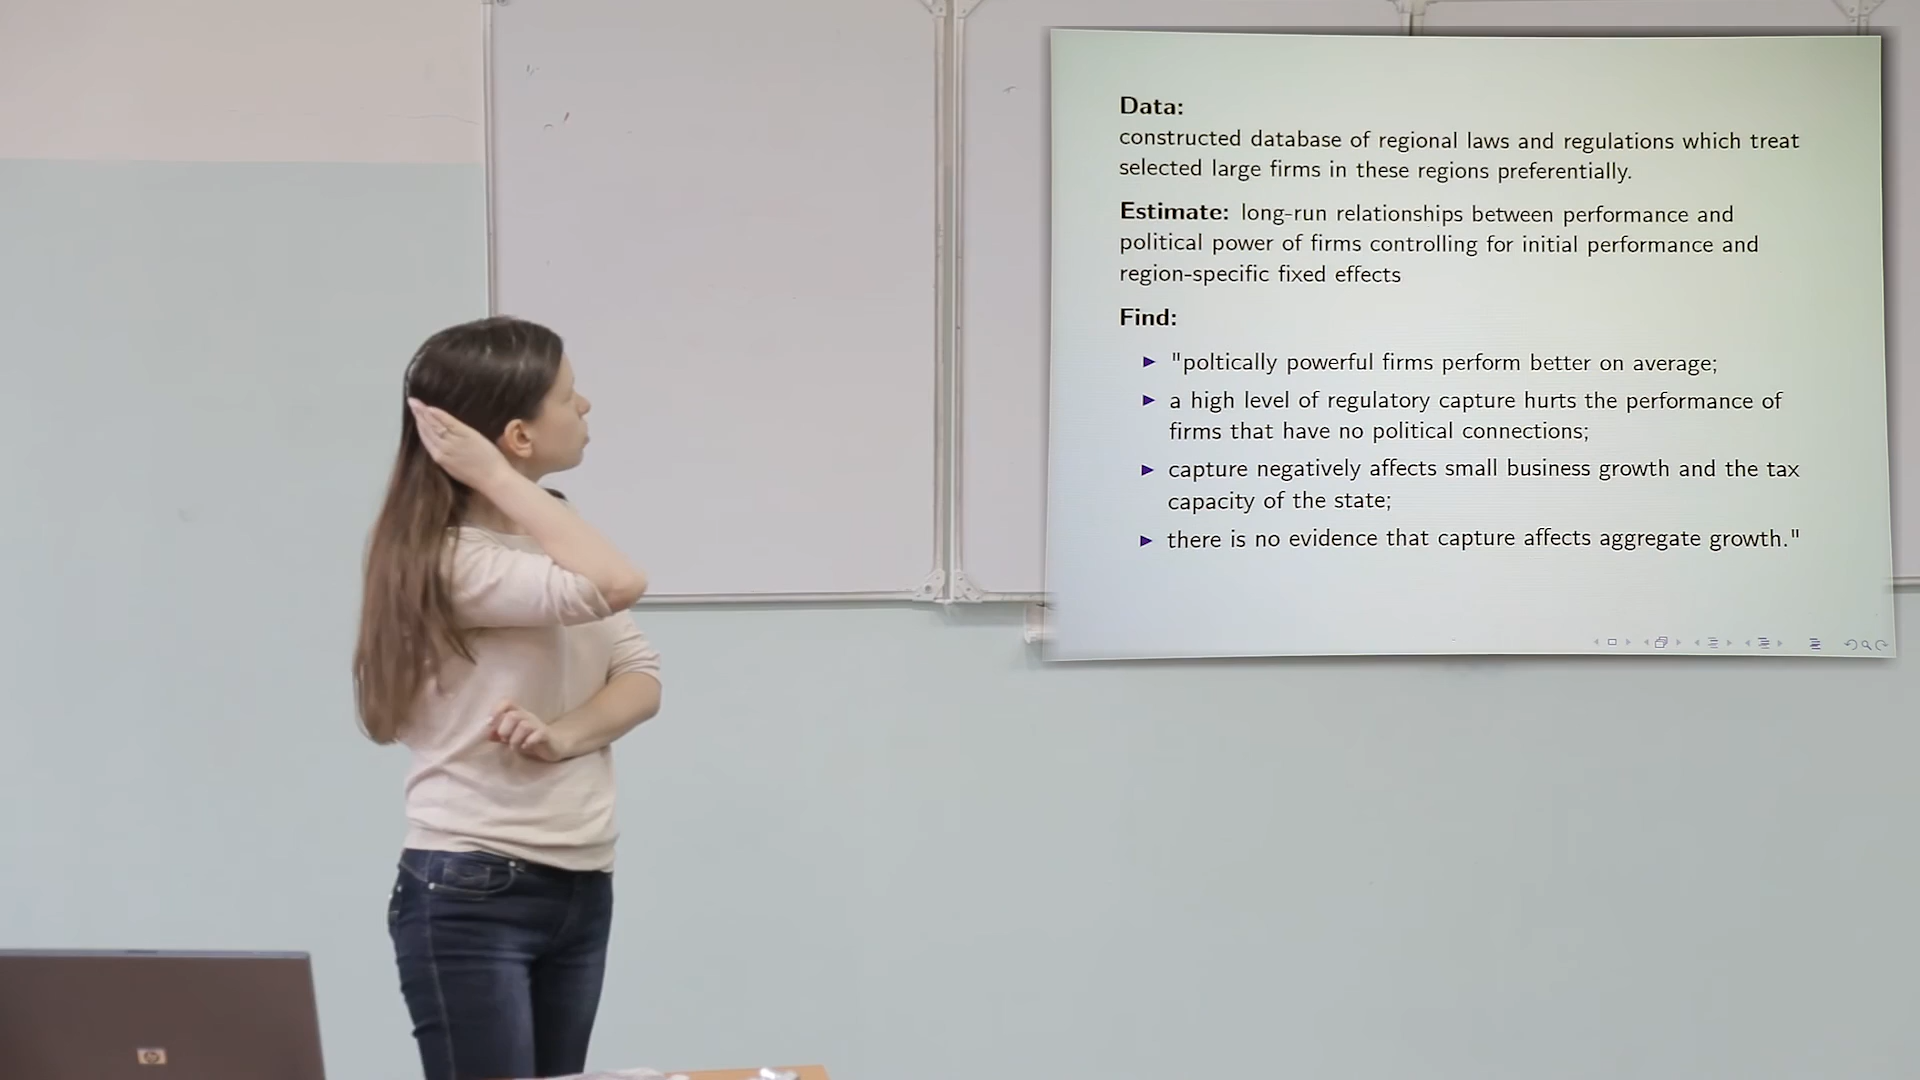 Data:
constructed database of regional laws and regulations which treat
selected large firms in these regions preferentially.
Estimate: long-run relationships between performance and
political power of firms controlling for initial performance and
region-specific fixed effects
Find:
▶ "poltically powerful firms perform better on average;
▶ a high level of regulatory capture hurts the performance of
firms that have no political connections;
▶ capture negatively affects small business growth and the tax
capacity of the state;
▶ there is no evidence that capture affects aggregate growth."
hp